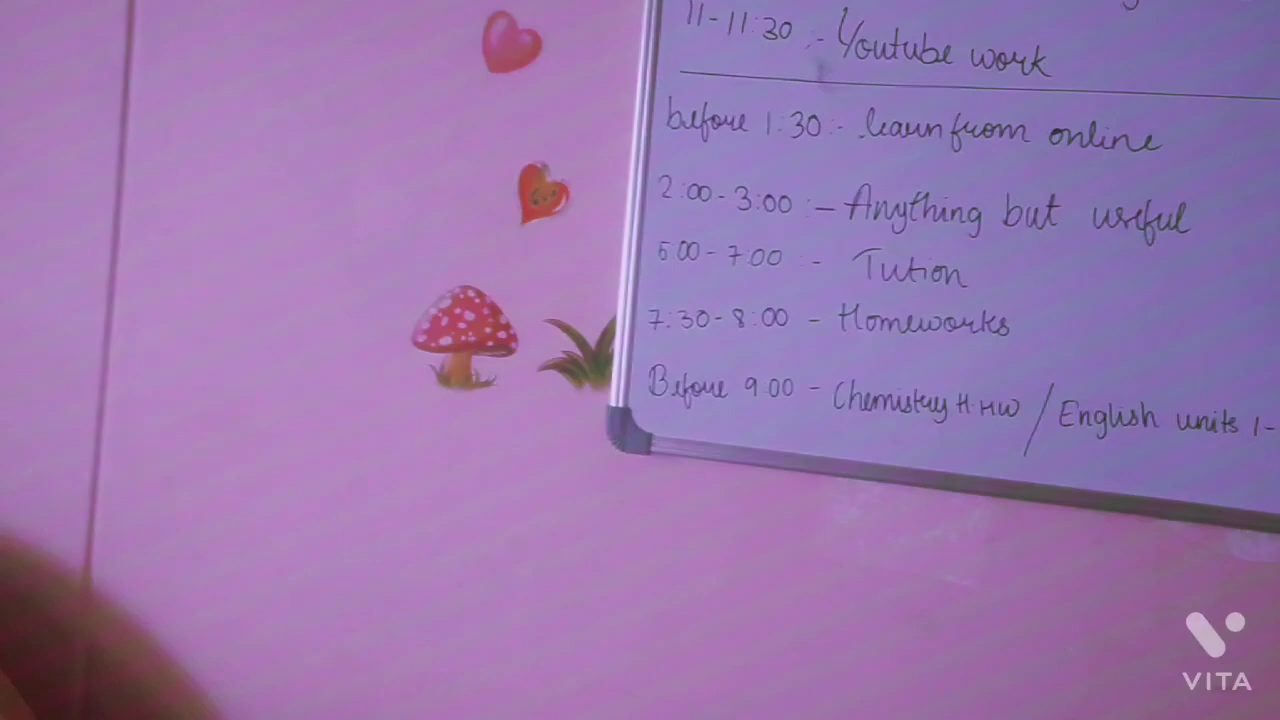 11-11:30 :- Youtube work
before 1:30:- learn from online
2:00-3:00 :- Anything but useful
6:00-7:00 :- Tution
7:30-8:00 - Homeworks
Before 9:00 - Chemistry H.HW / English units 1-
VITA